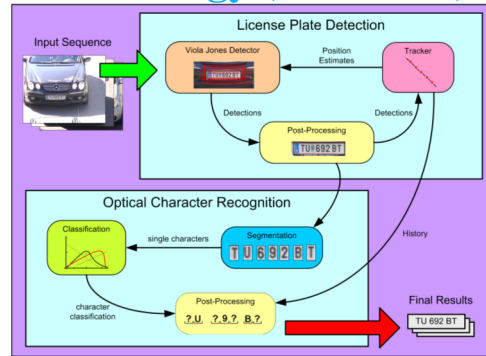 License Plate Detection
Input Sequence
Viola Jones Detector
Position
Estimates
Tracker
Detections
Detections
Post-Processing
TU 692 BT
Optical Character Recognition
Classification
single characters
Segmentation
T U 6 9 2 B T
History
character
classification
Post-Processing
?.U. .?.9.?. B.?.
Final Results
TU 692 BT